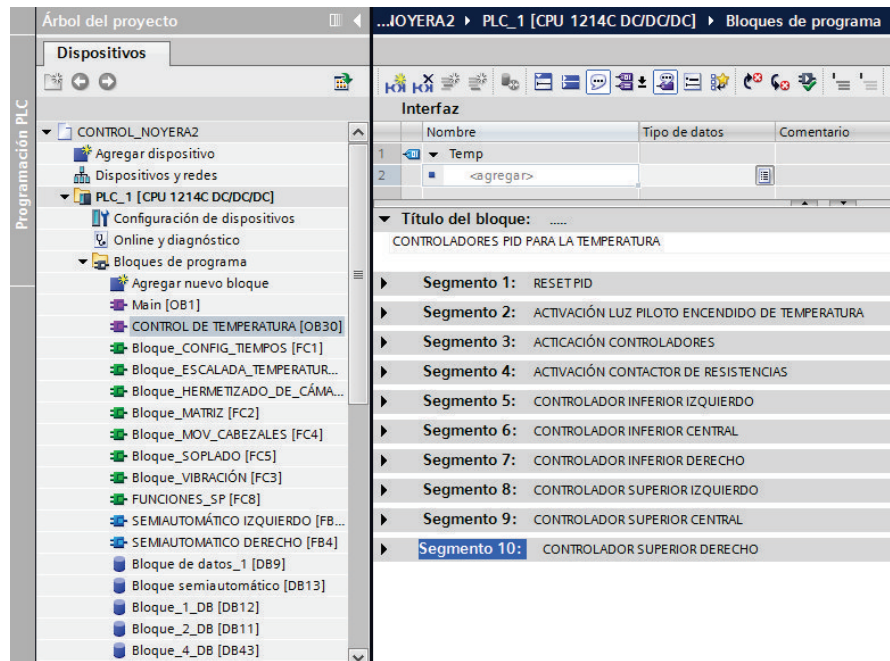 Árbol del proyecto
Dispositivos
Programación PLC
CONTROL_NOYERA2
Agregar dispositivo
Dispositivos y redes
PLC_1 [CPU 1214C DC/DC/DC]
Configuración de dispositivos
Online y diagnóstico
Bloques de programa
Agregar nuevo bloque
Main [OB1]
CONTROL DE TEMPERATURA [OB30]
Bloque_CONFIG_TIEMPOS [FC1]
Bloque_ESCALADA_TEMPERATUR...
Bloque_HERMETIZADO_DE_CÁMA...
Bloque_MATRIZ [FC2]
Bloque_MOV_CABEZALES [FC4]
Bloque_SOPLADO [FC5]
Bloque_VIBRACIÓN [FC3]
FUNCIONES_SP [FC8]
SEMIAUTOMÁTICO IZQUIERDO [FB...
SEMIAUTOMATICO DERECHO [FB4]
Bloque de datos_1 [DB9]
Bloque semiautomático [DB13]
Bloque_1_DB [DB12]
Bloque_2_DB [DB11]
Bloque_4_DB [DB43]
...IOYERA2 ▸ PLC_1 [CPU 1214C DC/DC/DC] ▸ Bloques de programa
Interfaz
Nombre Tipo de datos Comentario
1 Temp
2 <agregar>
Título del bloque: .....
CONTROLADORES PID PARA LA TEMPERATURA
Segmento 1: RESET PID
Segmento 2: ACTIVACIÓN LUZ PILOTO ENCENDIDO DE TEMPERATURA
Segmento 3: ACTICACIÓN CONTROLADORES
Segmento 4: ACTIVACIÓN CONTACTOR DE RESISTENCIAS
Segmento 5: CONTROLADOR INFERIOR IZQUIERDO
Segmento 6: CONTROLADOR INFERIOR CENTRAL
Segmento 7: CONTROLADOR INFERIOR DERECHO
Segmento 8: CONTROLADOR SUPERIOR IZQUIERDO
Segmento 9: CONTROLADOR SUPERIOR CENTRAL
Segmento 10: CONTROLADOR SUPERIOR DERECHO